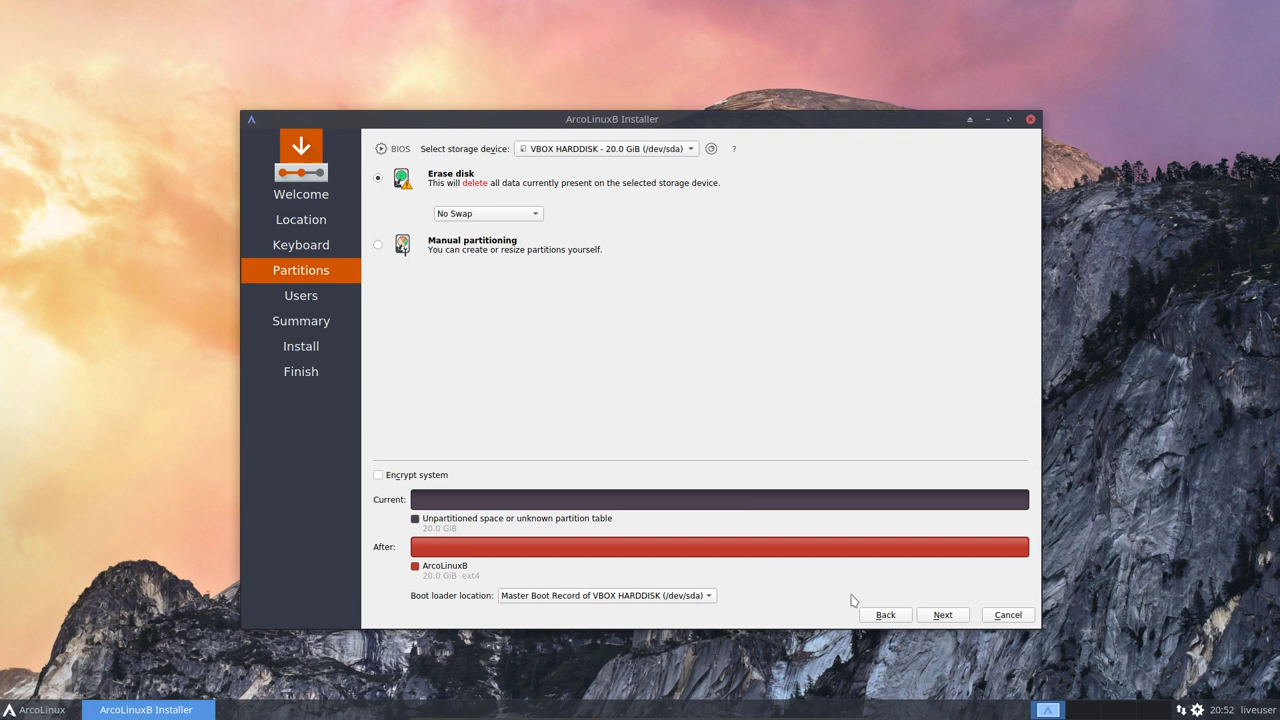 ArcoLinuxB Installer
BIOS Select storage device: VBOX HARDDISK - 20.0 GiB (/dev/sda) ?
Erase disk
This will delete all data currently present on the selected storage device.
No Swap
Manual partitioning
You can create or resize partitions yourself.
Welcome
Location
Keyboard
Partitions
Users
Summary
Install
Finish
Encrypt system
Current:
Unpartitioned space or unknown partition table
20.0 GiB
After:
ArcoLinuxB
20.0 GiB ext4
Boot loader location: Master Boot Record of VBOX HARDDISK (/dev/sda)
Back Next Cancel
ArcoLinux ArcoLinuxB Installer 20:52 liveuser